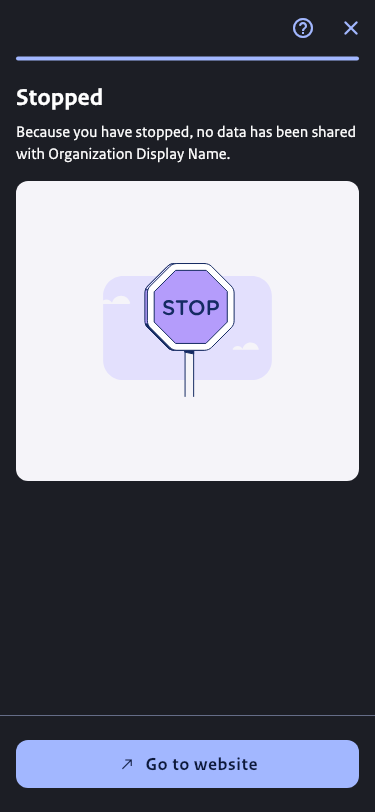 Stopped
Because you have stopped, no data has been shared
with Organization Display Name.
STOP
Go to website